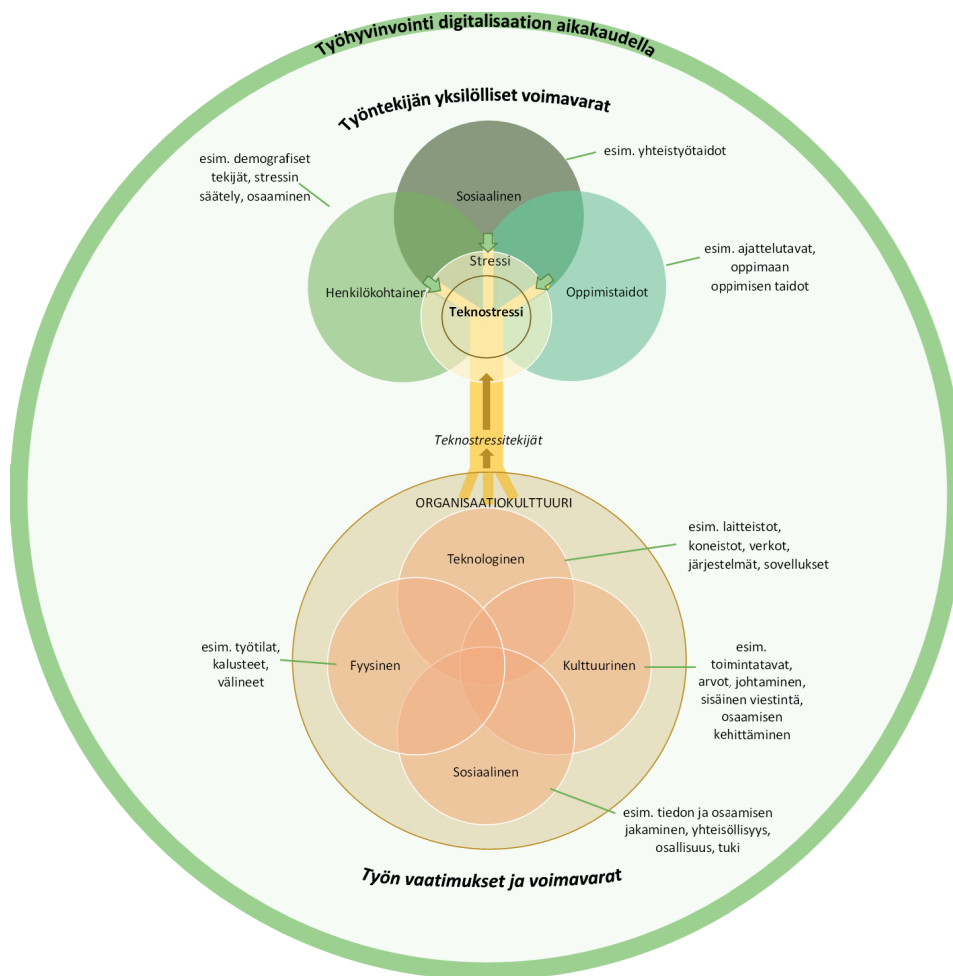 Työhyvinvointi digitalisaation aikakaudella
Työntekijän yksilölliset voimavarat
esim. yhteistyötaidot
esim. demografiset
tekijät, stressin
säätely, osaaminen
Sosiaalinen
esim. ajattelutavat,
oppimaan
oppimisen taidot
Stressi
Henkilökohtainen
Oppimistaidot
Teknostressi
Teknostressitekijät
ORGANISAATIOKULTTUURI
esim. laitteistot,
koneistot, verkot,
järjestelmät, sovellukset
Teknologinen
esim. työtilat,
kalusteet,
välineet
Fyysinen
Kulttuurinen
esim.
toimintatavat,
arvot, johtaminen,
sisäinen viestintä,
osaamisen
kehittäminen
Sosiaalinen
esim. tiedon ja osaamisen
jakaminen, yhteisöllisyys,
osallisuus, tuki
Työn vaatimukset ja voimavarat